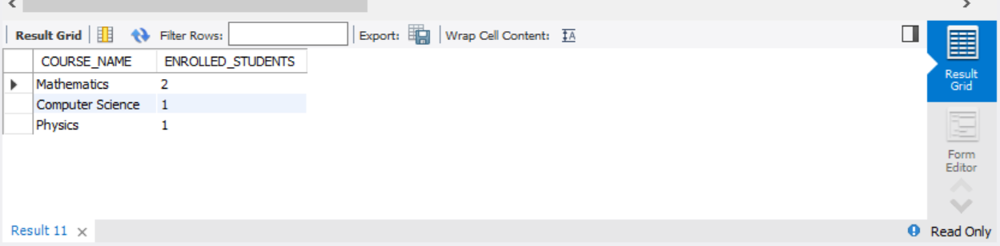 Result Grid Filter Rows: Export: Wrap Cell Content: IA
Result
Grid
COURSE_NAME ENROLLED_STUDENTS
Mathematics 2
Computer Science 1
Physics 1
Form
Editor
Result 11 × Read Only